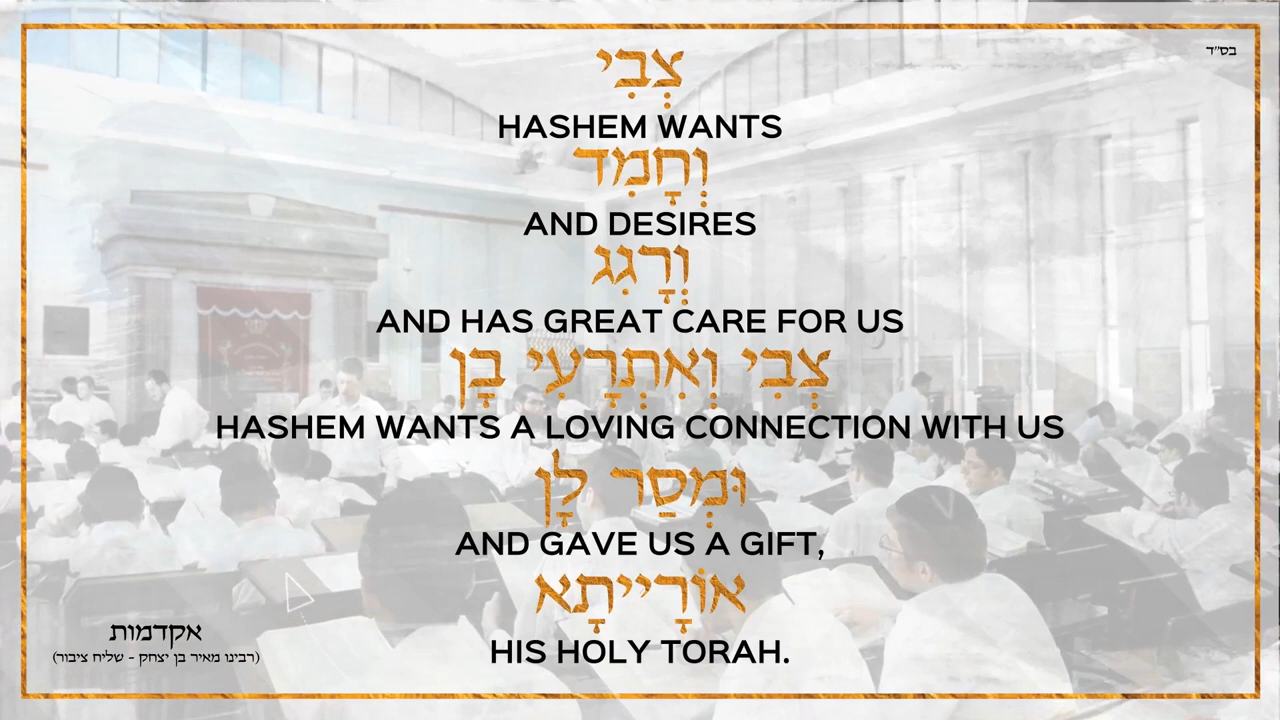 בס״ד
צְבִי
HASHEM WANTS
וְחָמִד
AND DESIRES
וְרָגִג
AND HAS GREAT CARE FOR US
צְבִי וְאִתְרָעִי בָּן
HASHEM WANTS A LOVING CONNECTION WITH US
וּמְסַר לָן
AND GAVE US A GIFT,
אוֹרָיִיתָא
HIS HOLY TORAH.
אקדמות
(רבינו מאיר בן יצחק - שליח ציבור)